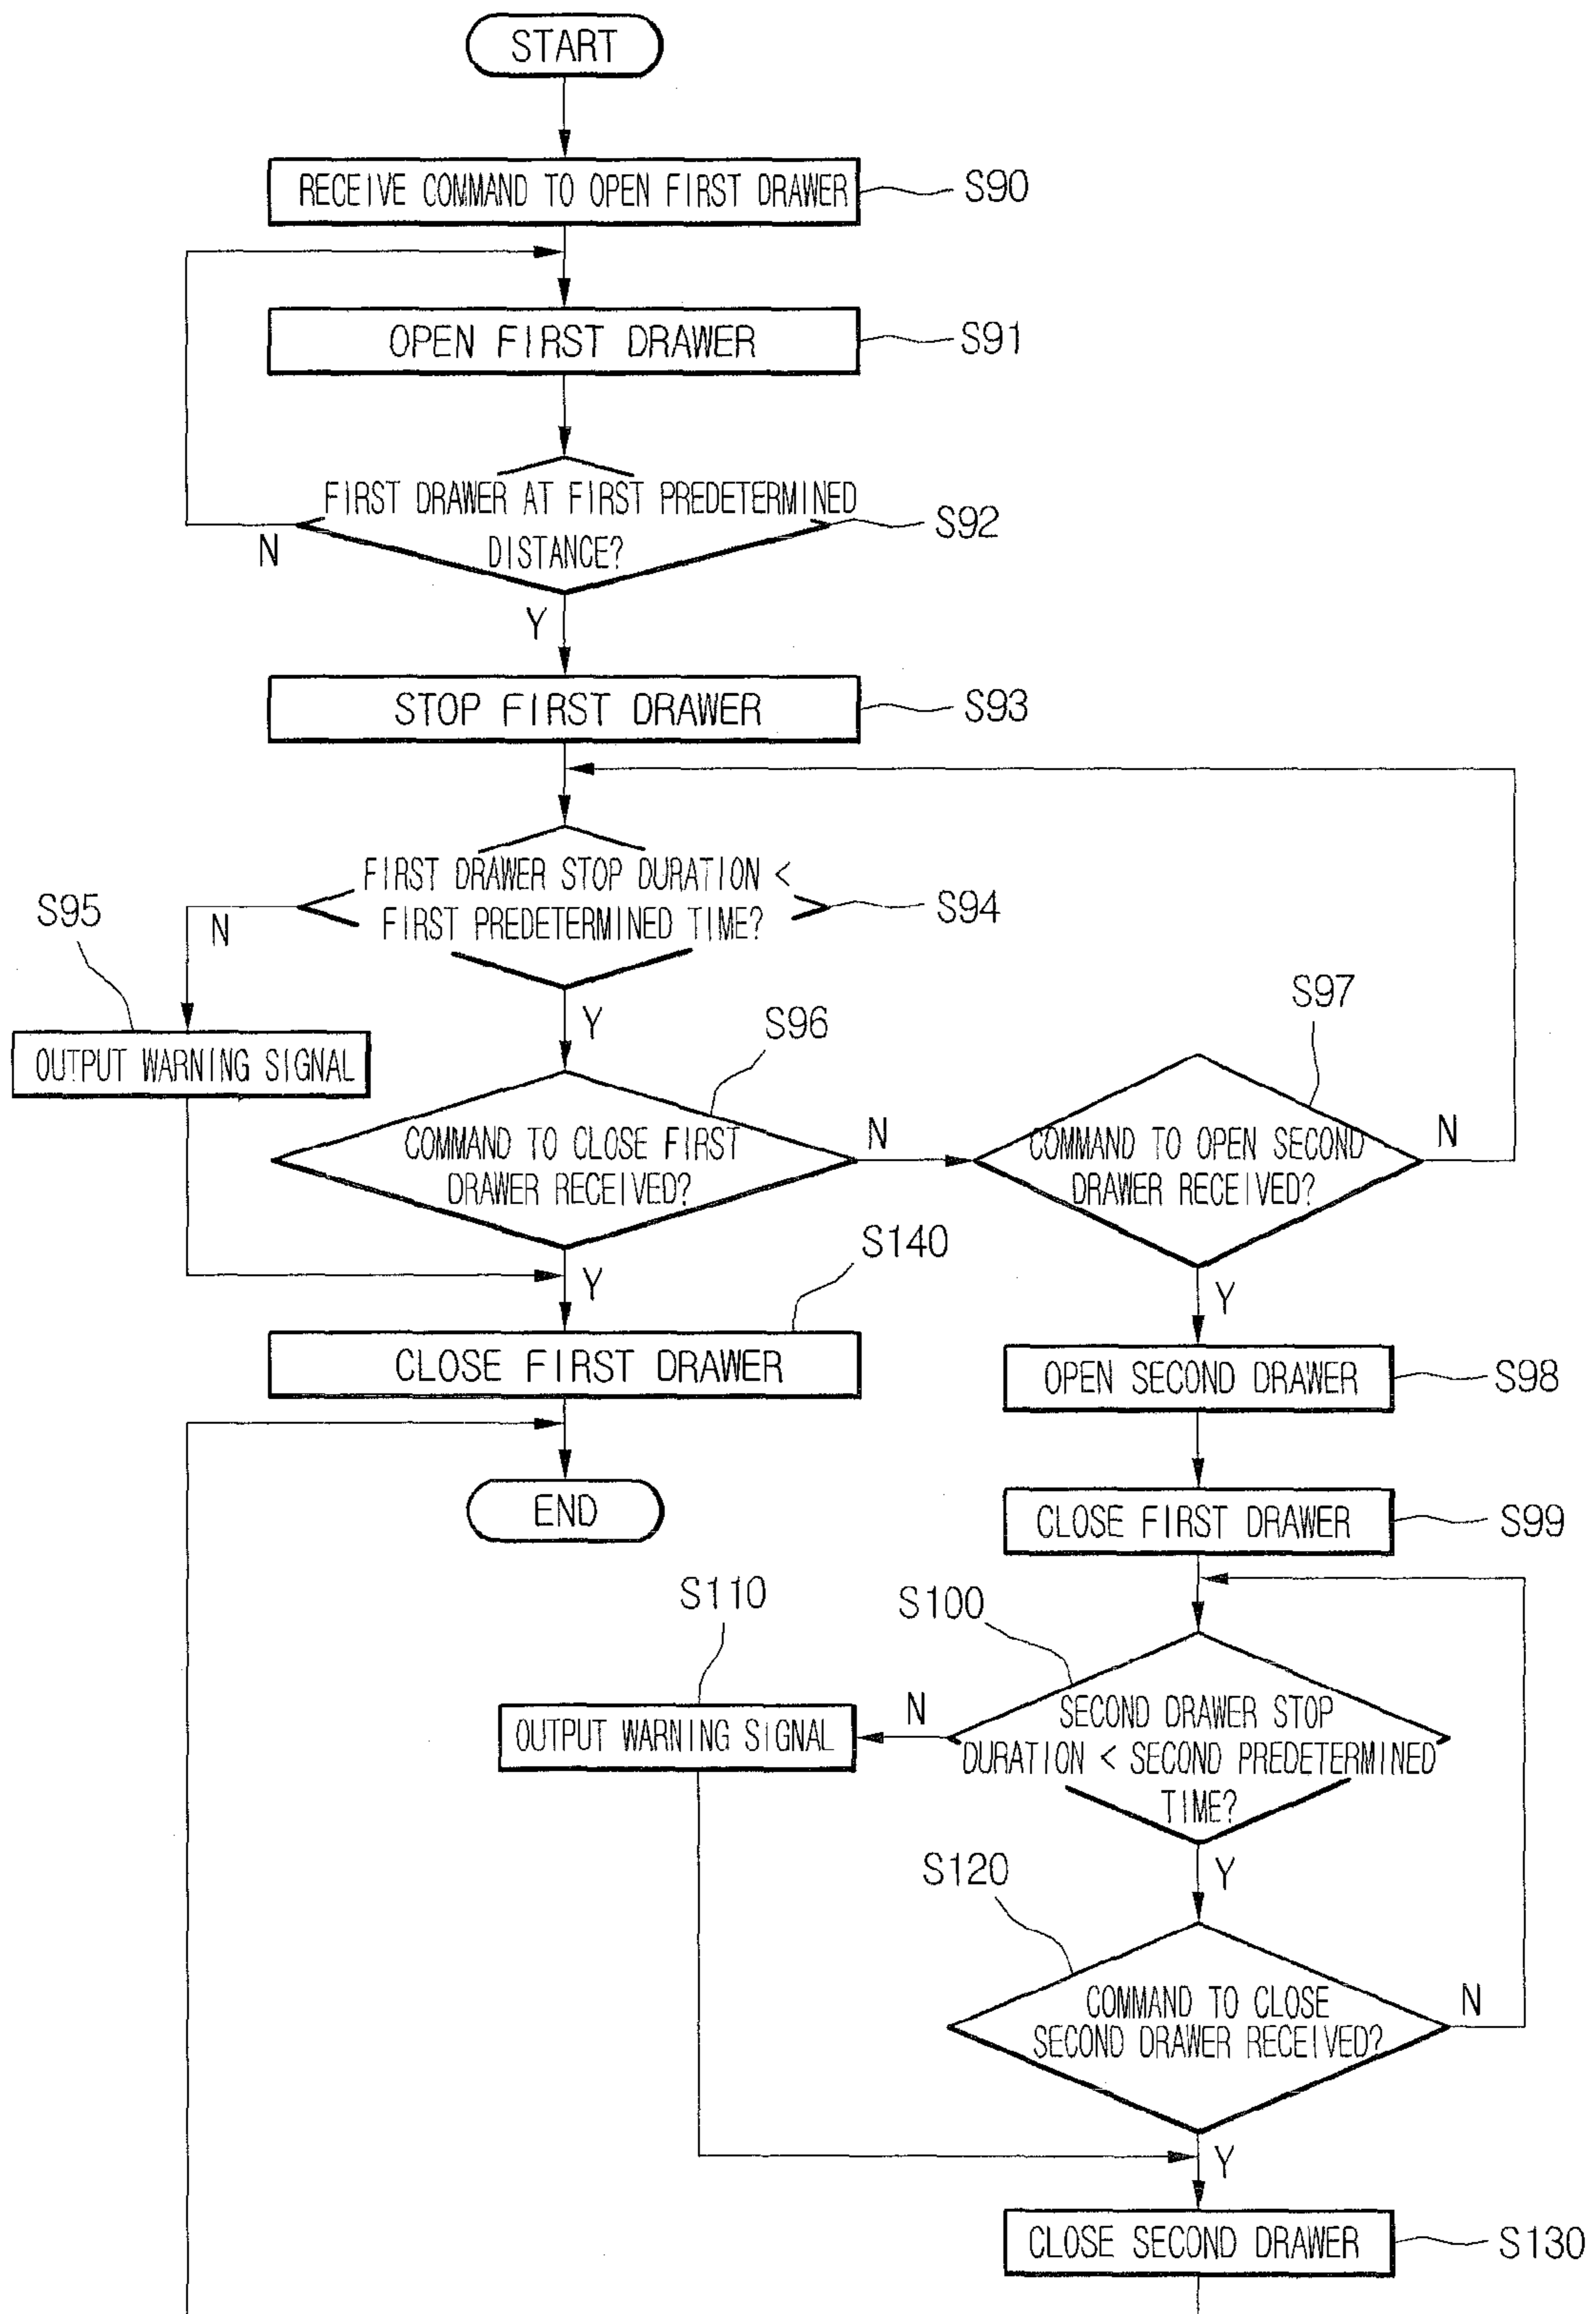 START
RECEIVE COMMAND TO OPEN FIRST DRAWER
S90
OPEN FIRST DRAWER
S91
FIRST DRAWER AT FIRST PREDETERMINED
DISTANCE?
S92
N
Y
STOP FIRST DRAWER
S93
FIRST DRAWER STOP DURATION <
FIRST PREDETERMINED TIME?
S94
N
Y
S95
OUTPUT WARNING SIGNAL
S96
COMMAND TO CLOSE FIRST
DRAWER RECEIVED?
N
Y
S97
COMMAND TO OPEN SECOND
DRAWER RECEIVED?
N
Y
S140
CLOSE FIRST DRAWER
END
OPEN SECOND DRAWER
S98
CLOSE FIRST DRAWER
S99
S100
SECOND DRAWER STOP
DURATION < SECOND PREDETERMINED
TIME?
N
Y
S110
OUTPUT WARNING SIGNAL
S120
COMMAND TO CLOSE
SECOND DRAWER RECEIVED?
N
Y
CLOSE SECOND DRAWER
S130